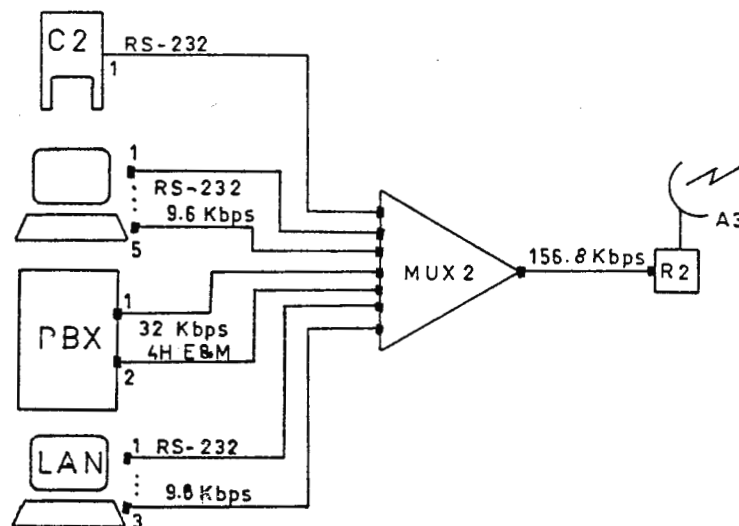 C2
RS-232
1
1
RS-232
9.6 Kbps
5
PBX
1
32 Kbps
4H E&M
2
LAN
1
RS-232
9.6 Kbps
3
MUX 2
156.8 Kbps
R2
A3